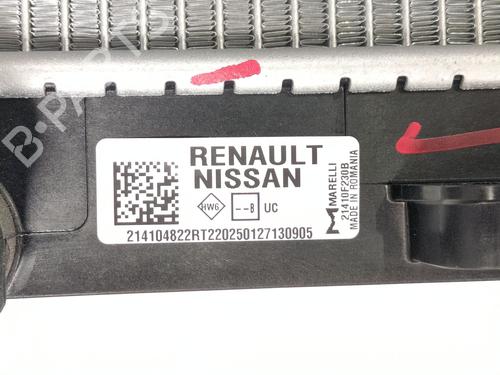 RENAULT
NISSAN
HW6
--B UC
214104822RT220250127130905
MARELLI
21410F230B
MADE IN ROMANIA
B-PARTS